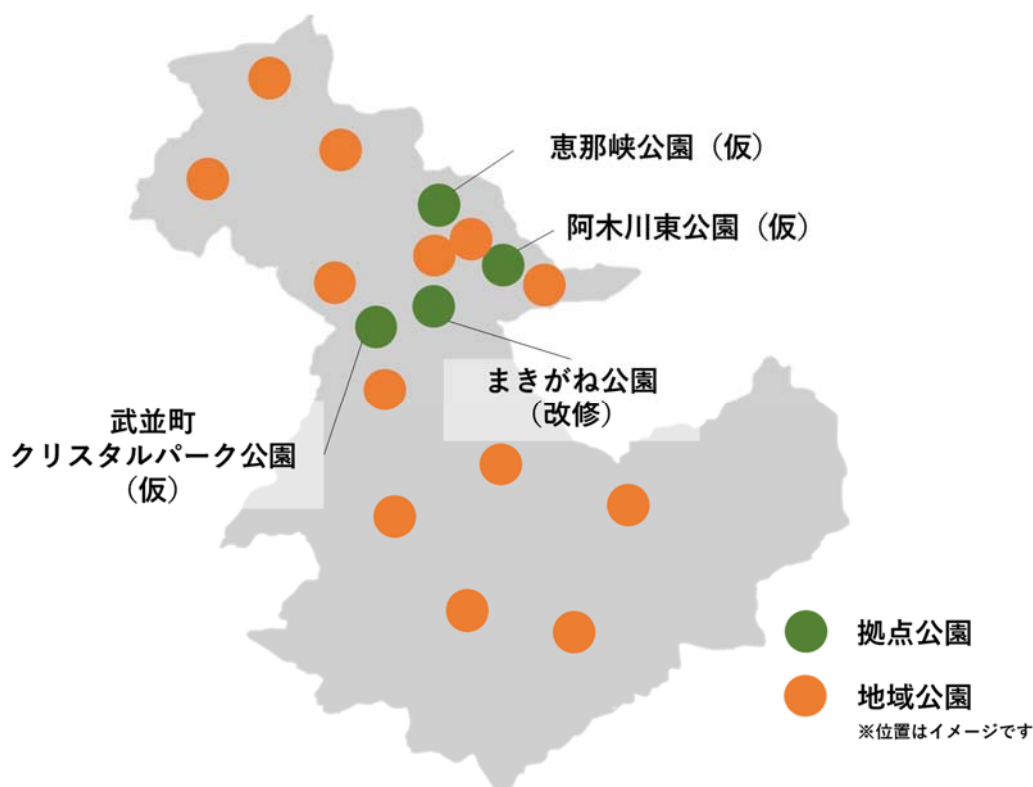 恵那峡公園（仮）
阿木川東公園（仮）
まきがね公園
（改修）
武並町
クリスタルパーク公園
（仮）
拠点公園
地域公園
※位置はイメージです